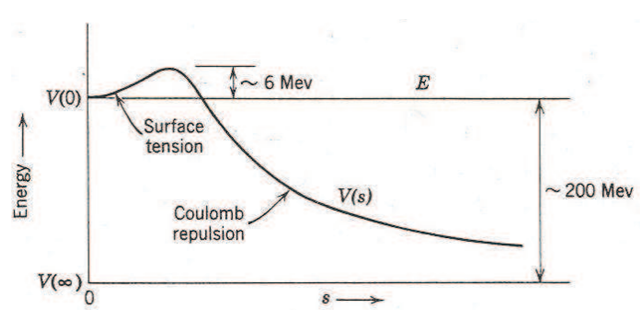 ~ 6 Mev
E
V(0)
Surface
tension
Energy →
V(s)
~ 200 Mev
Coulomb
repulsion
V(∞)
0
s →